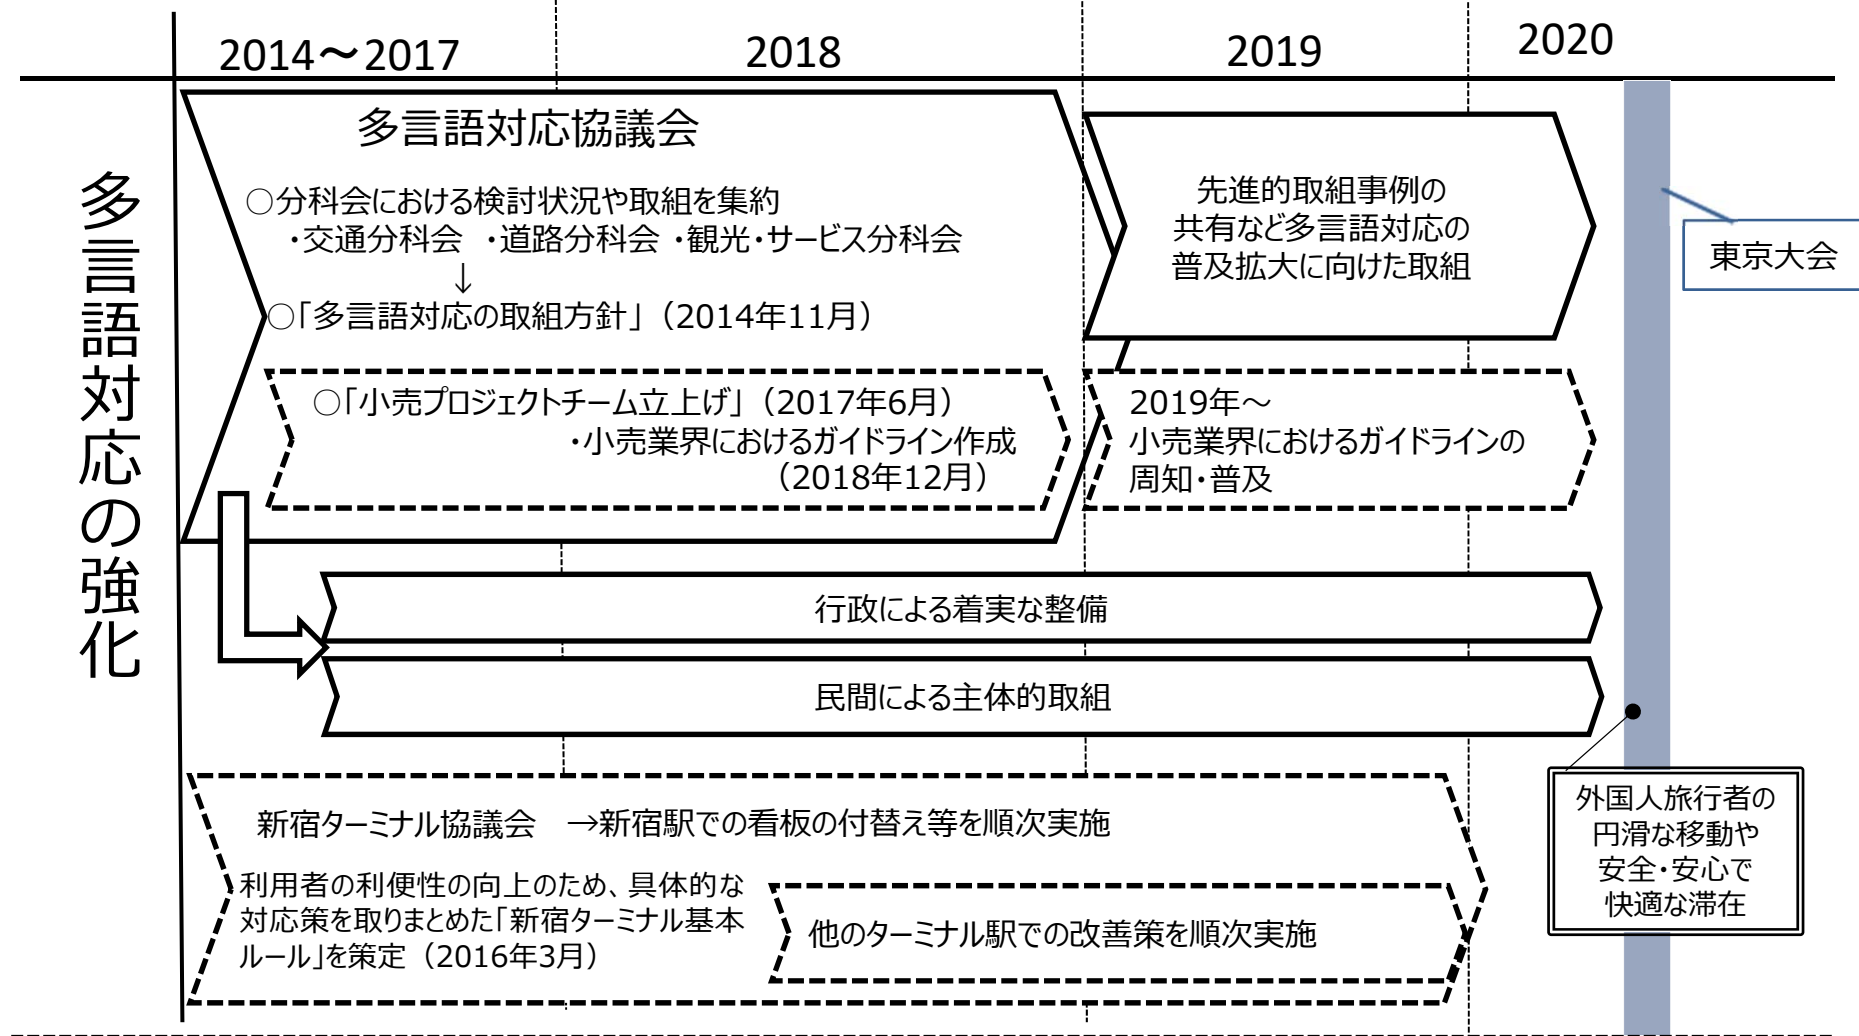 2014～2017
2018
2019
2020
多言語対応の強化
多言語対応協議会
○分科会における検討状況や取組を集約
・交通分科会　・道路分科会・観光・サービス分科会
↓
○「多言語対応の取組方針」（2014年11月）
○「小売プロジェクトチーム立上げ」（2017年6月）
・小売業界におけるガイドライン作成
（2018年12月）
先進的取組事例の
共有など多言語対応の
普及拡大に向けた取組
2019年～
小売業界におけるガイドラインの
周知・普及
東京大会
行政による着実な整備
民間による主体的取組
新宿ターミナル協議会　→新宿駅での看板の付替え等を順次実施
利用者の利便性の向上のため、具体的な
対応策を取りまとめた「新宿ターミナル基本
ルール」を策定（2016年3月）
他のターミナル駅での改善策を順次実施
外国人旅行者の
円滑な移動や
安全・安心で
快適な滞在